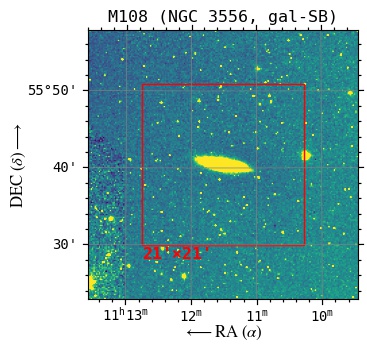 M108 (NGC 3556, gal-SB)
55°50'
40'
30'
DEC (δ) ⟶
21'×21'
11ʰ13ᵐ 12ᵐ 11ᵐ 10ᵐ
⟵ RA (α)